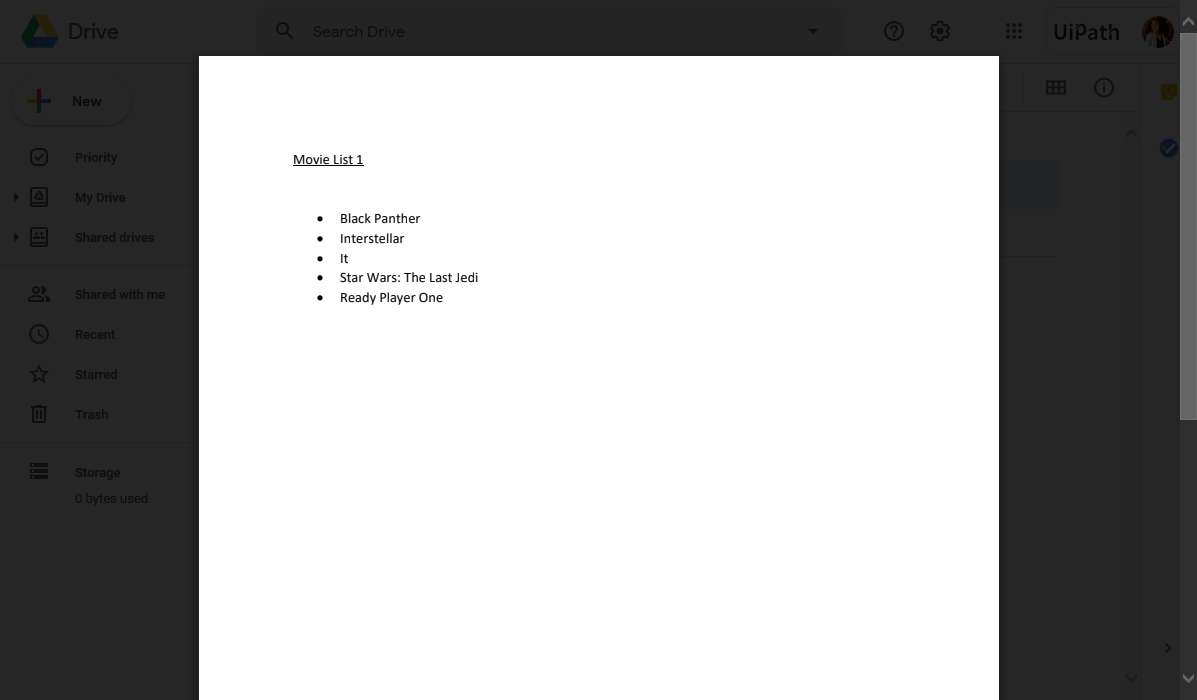 Drive
Search Drive
UiPath
New
Priority
My Drive
Shared drives
Shared with me
Recent
Starred
Trash
Storage
0 bytes used
Movie List 1
• Black Panther
• Interstellar
• It
• Star Wars: The Last Jedi
• Ready Player One